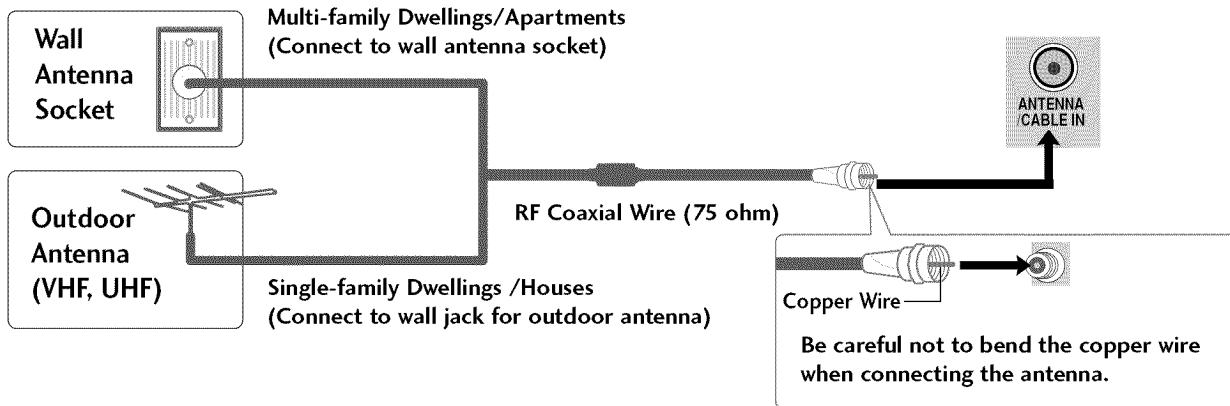 Wall
Antenna
Socket
Multi-family Dwellings/Apartments
(Connect to wall antenna socket)
ANTENNA
/CABLE IN
Outdoor
Antenna
(VHF, UHF)
RF Coaxial Wire (75 ohm)
Single-family Dwellings /Houses
(Connect to wall jack for outdoor antenna)
Copper Wire
Be careful not to bend the copper wire
when connecting the antenna.